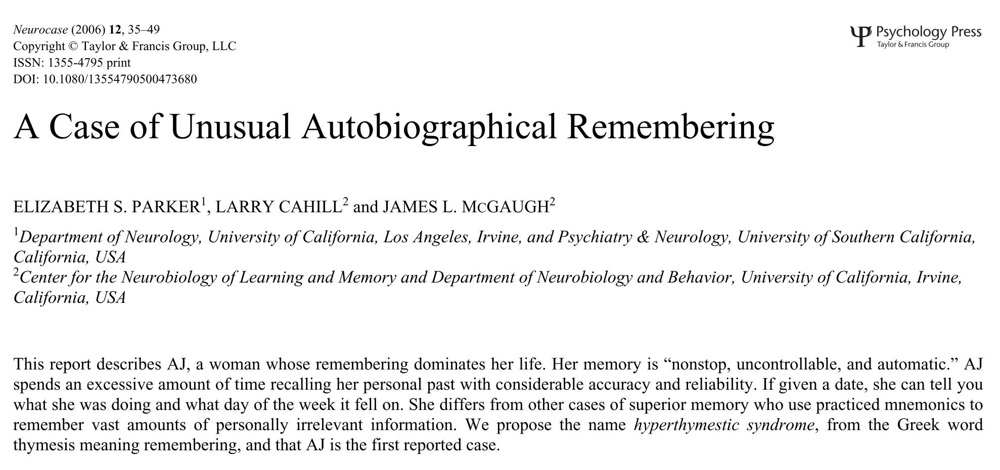 Neurocase (2006) 12, 35–49
Copyright © Taylor & Francis Group, LLC
ISSN: 1355-4795 print
DOI: 10.1080/13554790500473680
Psychology Press
Taylor & Francis Group
A Case of Unusual Autobiographical Remembering
ELIZABETH S. PARKER1, LARRY CAHILL2 and JAMES L. McGAUGH2
1Department of Neurology, University of California, Los Angeles, Irvine, and Psychiatry & Neurology, University of Southern California,
California, USA
2Center for the Neurobiology of Learning and Memory and Department of Neurobiology and Behavior, University of California, Irvine,
California, USA
This report describes AJ, a woman whose remembering dominates her life. Her memory is “nonstop, uncontrollable, and automatic.” AJ
spends an excessive amount of time recalling her personal past with considerable accuracy and reliability. If given a date, she can tell you
what she was doing and what day of the week it fell on. She differs from other cases of superior memory who use practiced mnemonics to
remember vast amounts of personally irrelevant information. We propose the name hyperthymestic syndrome, from the Greek word
thymesis meaning remembering, and that AJ is the first reported case.